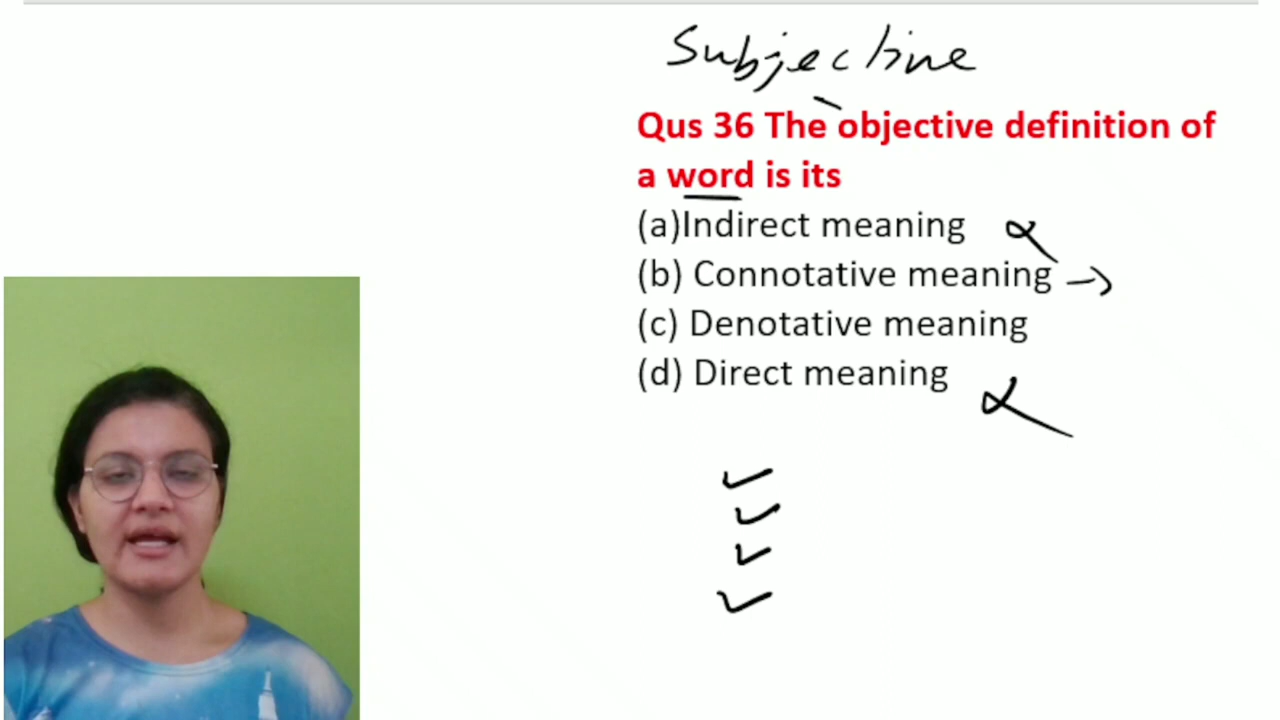 Subjective
Qus 36 The objective definition of
a word is its
(a)Indirect meaning
(b) Connotative meaning
(c) Denotative meaning
(d) Direct meaning